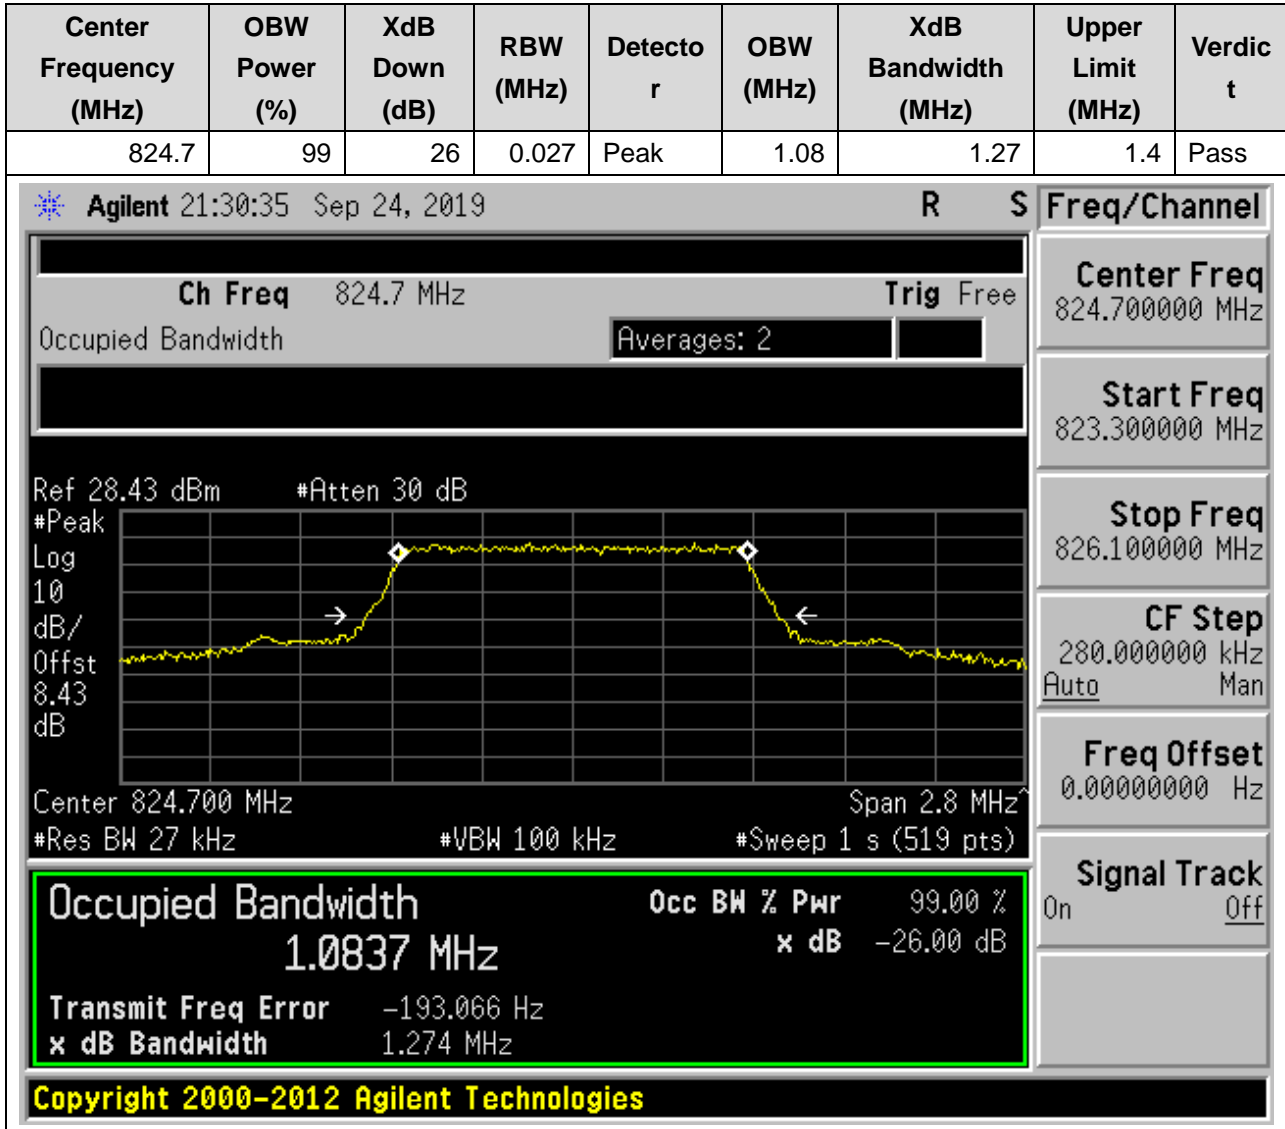 Center Frequency (MHz) OBW Power (%) XdB Down (dB) RBW (MHz) Detecto r OBW (MHz) XdB Bandwidth (MHz) Upper Limit (MHz) Verdic t
824.7 99 26 0.027 Peak 1.08 1.27 1.4 Pass
Agilent 21:30:35 Sep 24, 2019 R S
Ch Freq 824.7 MHz Trig Free
Occupied Bandwidth Averages: 2
Ref 28.43 dBm #Atten 30 dB
#Peak
Log
10
dB/
Offst
8.43
dB
Center 824.700 MHz Span 2.8 MHz^
#Res BW 27 kHz #VBW 100 kHz #Sweep 1 s (519 pts)
Occupied Bandwidth Occ BW % Pwr 99.00 %
1.0837 MHz x dB -26.00 dB
Transmit Freq Error -193.066 Hz
x dB Bandwidth 1.274 MHz
Copyright 2000-2012 Agilent Technologies
Freq/Channel
Center Freq
824.700000 MHz
Start Freq
823.300000 MHz
Stop Freq
826.100000 MHz
CF Step
280.000000 kHz
Auto Man
Freq Offset
0.00000000 Hz
Signal Track
On Off